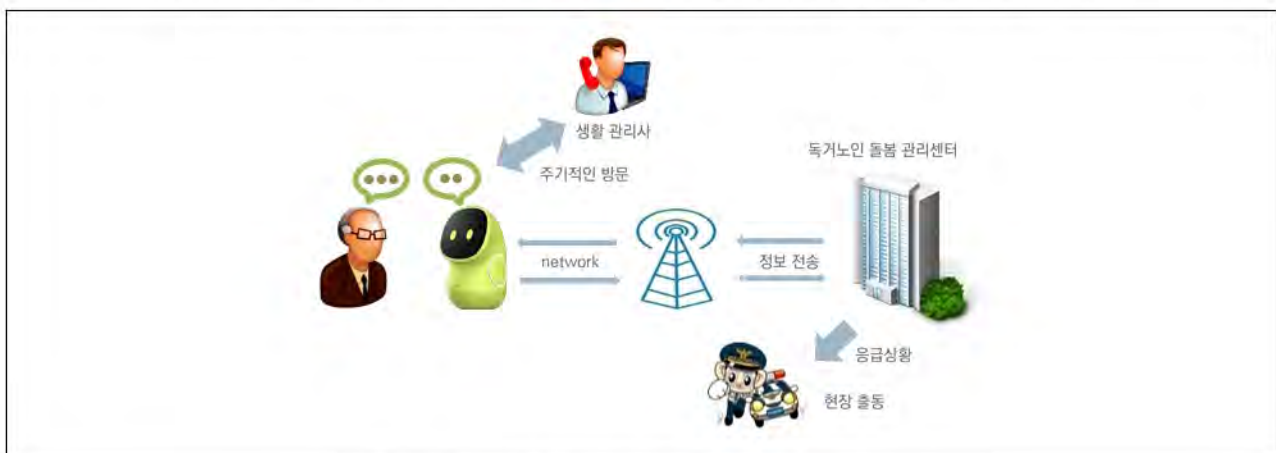 생활 관리사
독거노인 돌봄 관리센터
주기적인 방문
network
정보 전송
응급상황
현장 출동